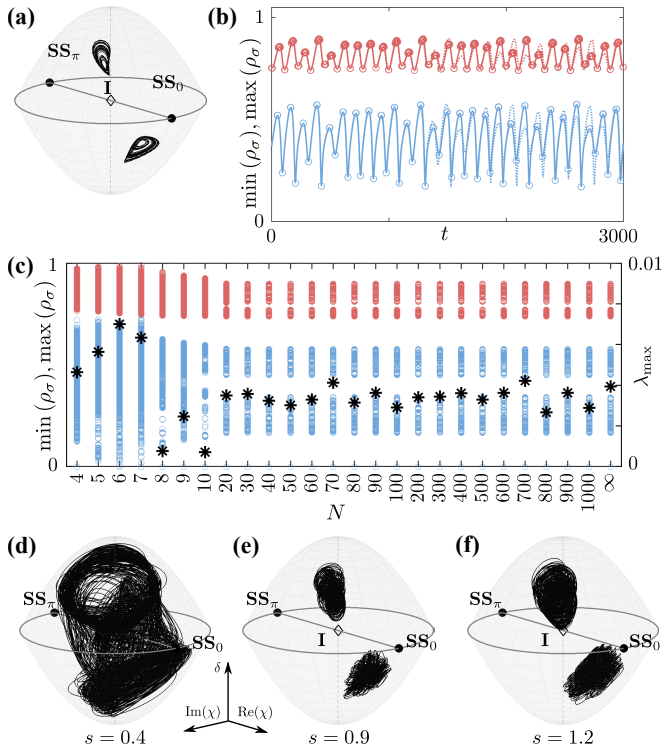 (a)
SS_π
SS_0
I
(b)
1
min (ρ_σ), max (ρ_σ)
0
0
t
3000
(c)
1
0.01
min (ρ_σ), max (ρ_σ)
λ_max
0
0
4 5 6 7 8 9 10 20 30 40 50 60 70 80 90 100 200 300 400 500 600 700 800 900 1000 ∞
N
(d)
(e)
(f)
SS_π
SS_π
SS_π
I
I
SS_0
SS_0
SS_0
δ
Im(χ)
Re(χ)
s = 0.4
s = 0.9
s = 1.2